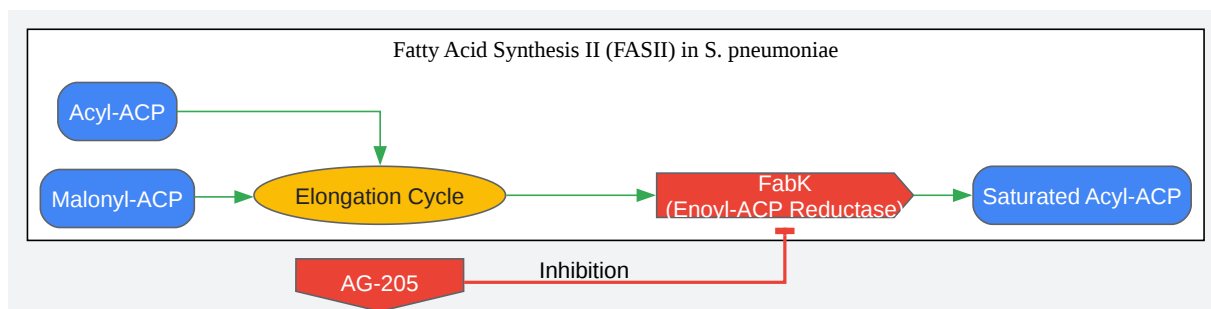 Fatty Acid Synthesis II (FASII) in S. pneumoniae
Acyl-ACP
Malonyl-ACP
Elongation Cycle
FabK
(Enoyl-ACP Reductase)
Saturated Acyl-ACP
AG-205
Inhibition